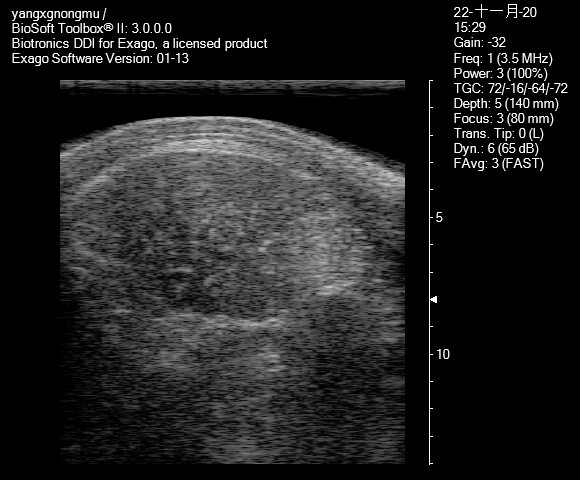 yangxgnongmu /
BioSoft Toolbox® II: 3.0.0.0
Biotronics DDI for Exago, a licensed product
Exago Software Version: 01-13
22-十一月-20
15:29
Gain: -32
Freq: 1 (3.5 MHz)
Power: 3 (100%)
TGC: 72/-16/-64/-72
Depth: 5 (140 mm)
Focus: 3 (80 mm)
Trans. Tip: 0 (L)
Dyn.: 6 (65 dB)
FAvg: 3 (FAST)
5
10